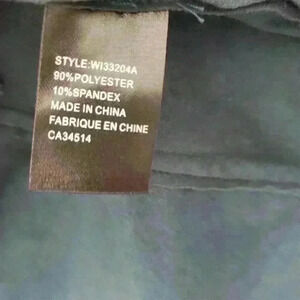 STYLE:WI33204A
90%POLYESTER
10%SPANDEX
MADE IN CHINA
FABRIQUE EN CHINE
CA34514